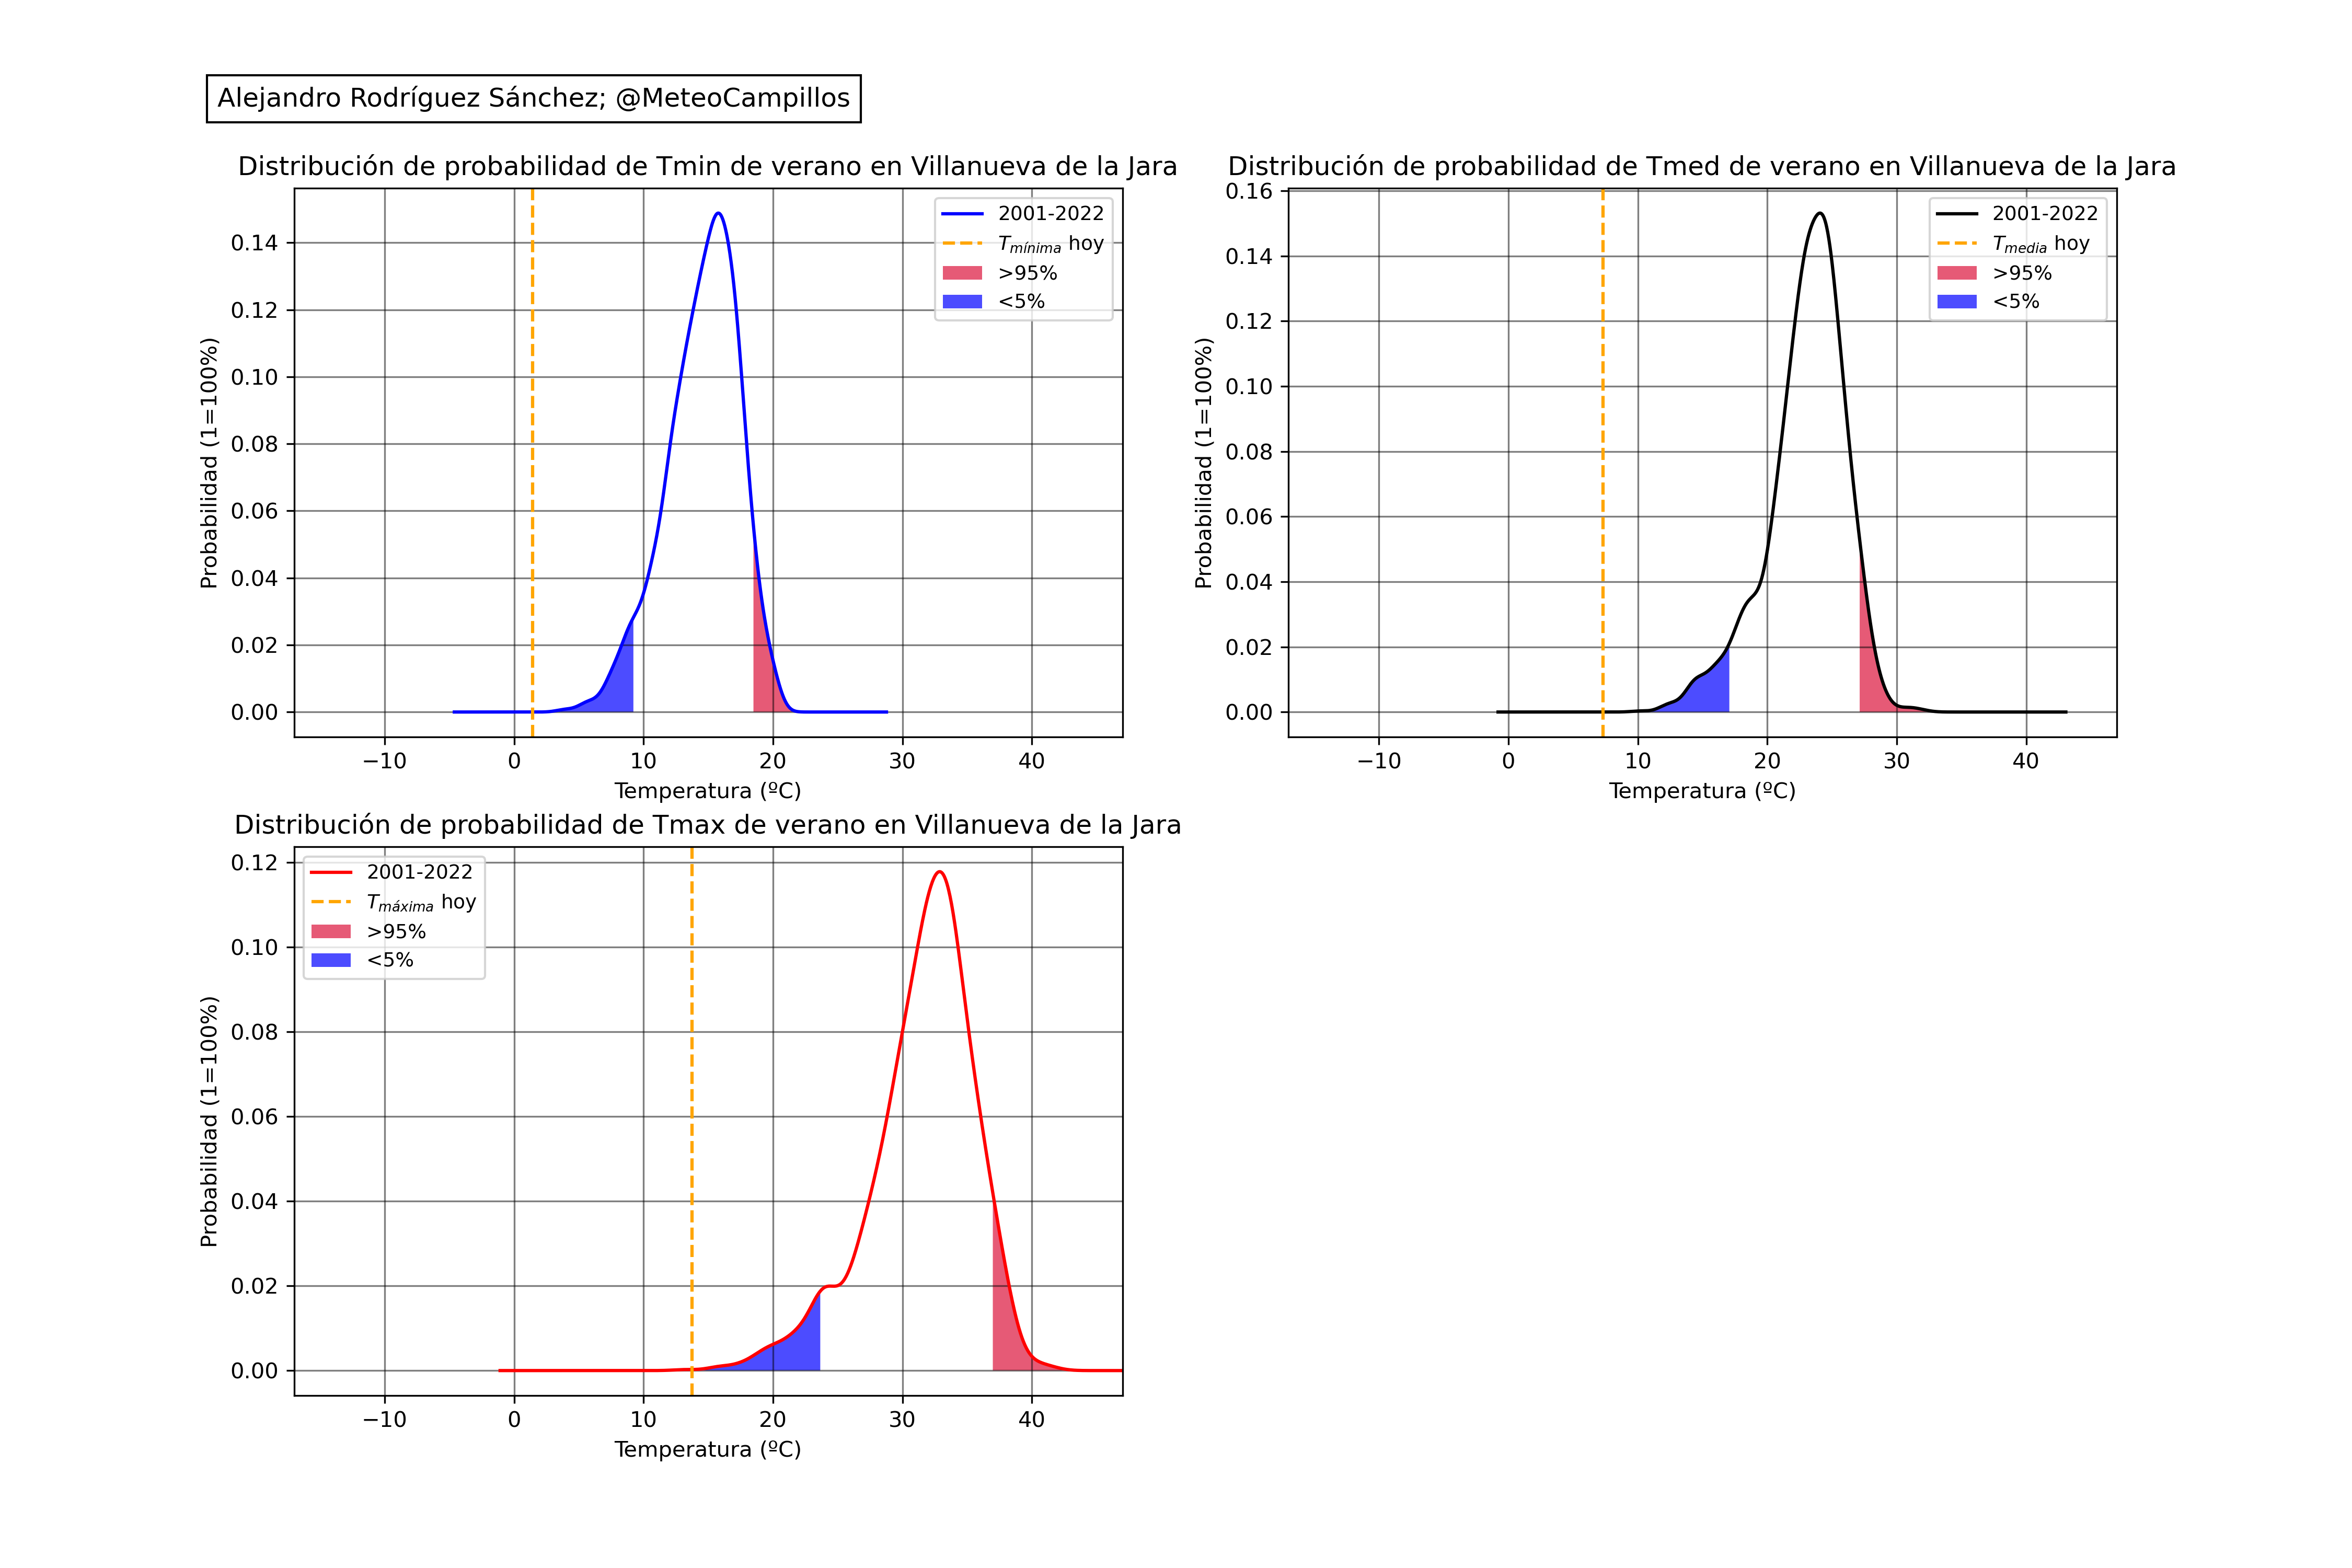 Alejandro Rodríguez Sánchez; @MeteoCampillos
Distribución de probabilidad de Tmin de verano en Villanueva de la Jara
Probabilidad (1=100%)
0.14
0.12
0.10
0.08
0.06
0.04
0.02
0.00
2001-2022
Tmínima hoy
>95%
<5%
−10 0 10 20 30 40
Temperatura (ºC)
Distribución de probabilidad de Tmed de verano en Villanueva de la Jara
Probabilidad (1=100%)
0.16
0.14
0.12
0.10
0.08
0.06
0.04
0.02
0.00
2001-2022
Tmedia hoy
>95%
<5%
−10 0 10 20 30 40
Temperatura (ºC)
Distribución de probabilidad de Tmax de verano en Villanueva de la Jara
Probabilidad (1=100%)
0.12
0.10
0.08
0.06
0.04
0.02
0.00
2001-2022
Tmáxima hoy
>95%
<5%
−10 0 10 20 30 40
Temperatura (ºC)